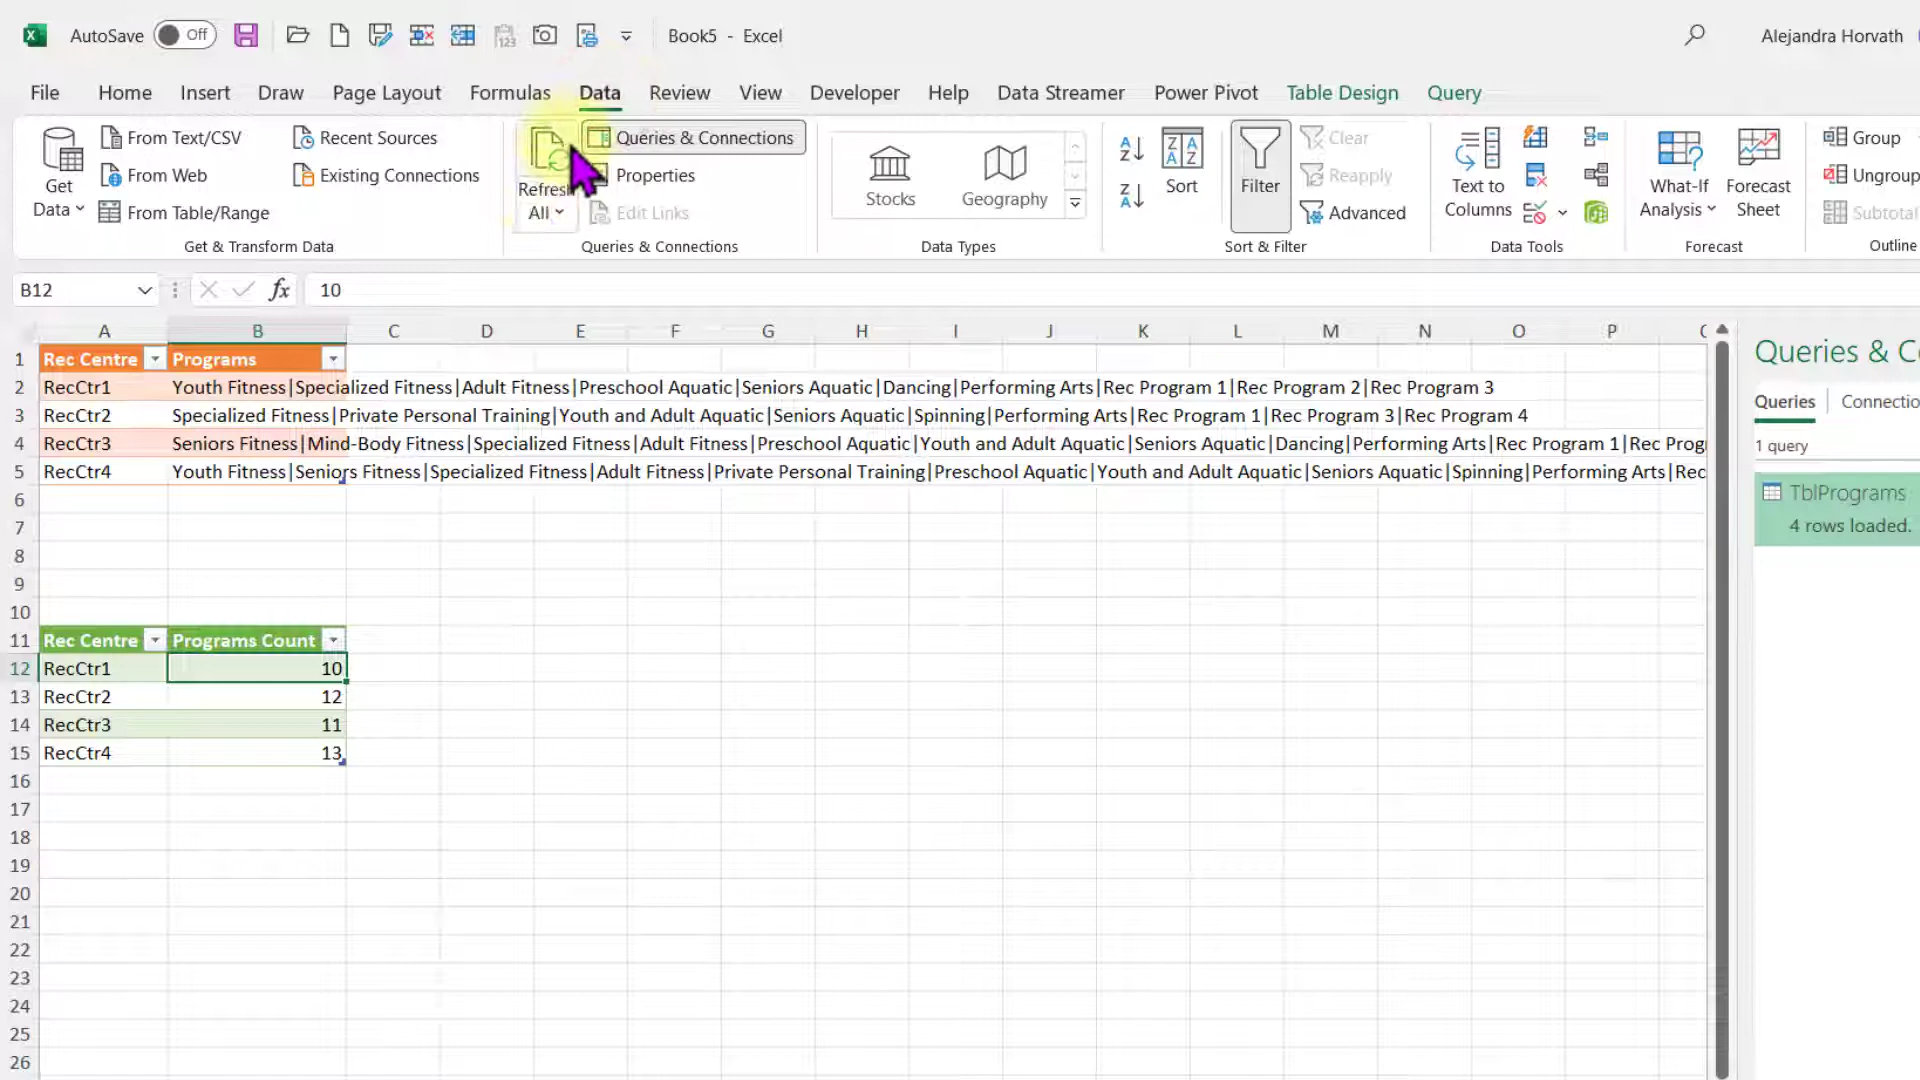 AutoSave Off Book5 - Excel Alejandra Horvath
File Home Insert Draw Page Layout Formulas Data Review View Developer Help Data Streamer Power Pivot Table Design Query
Get Data
From Text/CSV
From Web
From Table/Range
Recent Sources
Existing Connections
Get & Transform Data
Refresh All
Queries & Connections
Properties
Edit Links
Queries & Connections
Stocks
Geography
Data Types
Sort
Filter
Clear
Reapply
Advanced
Sort & Filter
Text to Columns
Data Tools
What-If Analysis
Forecast Sheet
Forecast
Group
Ungroup
Subtotal
Outline
B12 fx 10
A B C D E F G H I J K L M N O P
1 Rec Centre Programs
2 RecCtr1 Youth Fitness|Specialized Fitness|Adult Fitness|Preschool Aquatic|Seniors Aquatic|Dancing|Performing Arts|Rec Program 1|Rec Program 2|Rec Program 3
3 RecCtr2 Specialized Fitness|Private Personal Training|Youth and Adult Aquatic|Seniors Aquatic|Spinning|Performing Arts|Rec Program 1|Rec Program 3|Rec Program 4
4 RecCtr3 Seniors Fitness|Mind-Body Fitness|Specialized Fitness|Adult Fitness|Preschool Aquatic|Youth and Adult Aquatic|Seniors Aquatic|Dancing|Performing Arts|Rec Program 1|Rec Prog
5 RecCtr4 Youth Fitness|Seniors Fitness|Specialized Fitness|Adult Fitness|Private Personal Training|Preschool Aquatic|Youth and Adult Aquatic|Seniors Aquatic|Spinning|Performing Arts|Rec
6
7
8
9
10
11 Rec Centre Programs Count
12 RecCtr1 10
13 RecCtr2 12
14 RecCtr3 11
15 RecCtr4 13
16
17
18
19
20
21
22
23
24
25
26
Queries & C
Queries Connectio
1 query
TblPrograms
4 rows loaded.